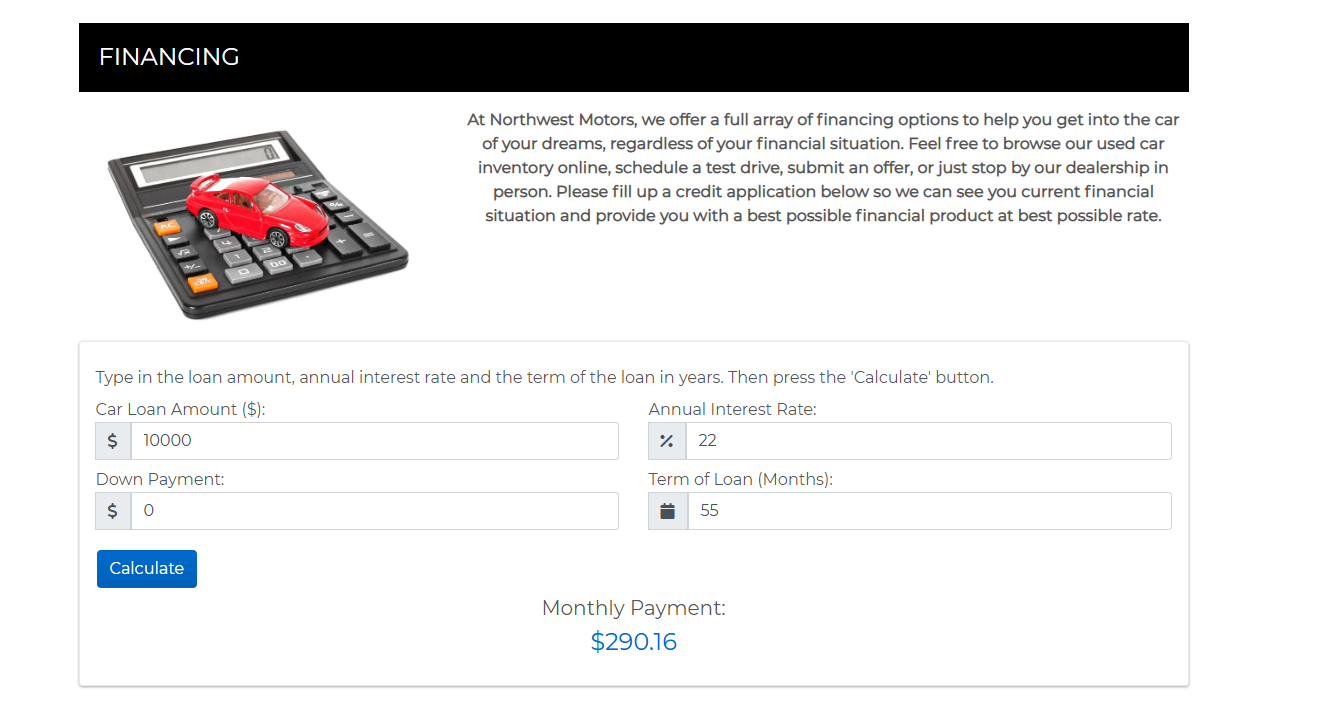 FINANCING
At Northwest Motors, we offer a full array of financing options to help you get into the car
of your dreams, regardless of your financial situation. Feel free to browse our used car
inventory online, schedule a test drive, submit an offer, or just stop by our dealership in
person. Please fill up a credit application below so we can see you current financial
situation and provide you with a best possible financial product at best possible rate.
Type in the loan amount, annual interest rate and the term of the loan in years. Then press the 'Calculate' button.
Car Loan Amount ($):
$ 10000
Annual Interest Rate:
% 22
Down Payment:
$ 0
Term of Loan (Months):
55
Calculate
Monthly Payment:
$290.16